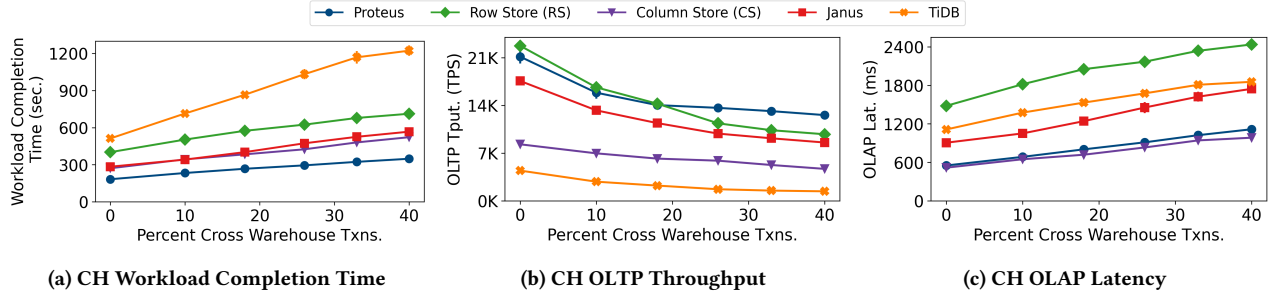 Proteus Row Store (RS) Column Store (CS) Janus TiDB
Workload Completion
Time (sec.)
1200
900
600
300
0
0 10 20 30 40
Percent Cross Warehouse Txns.
(a) CH Workload Completion Time
OLTP Tput. (TPS)
21K
14K
7K
0K
0 10 20 30 40
Percent Cross Warehouse Txns.
(b) CH OLTP Throughput
OLAP Lat. (ms)
2400
1800
1200
600
0
0 10 20 30 40
Percent Cross Warehouse Txns.
(c) CH OLAP Latency